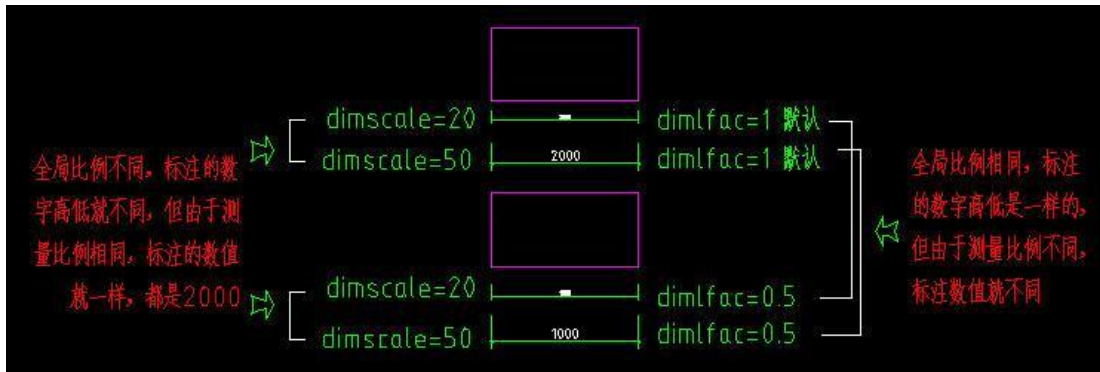 dimscale=20
dimlfac=1 默认
dimscale=50
2000
dimlfac=1 默认
全局比例不同，标注的数
字高低就不同，但由于测
量比例相同，标注的数值
就一样，都是2000
全局比例相同，标注
的数字高低是一样的，
但由于测量比例不同，
标注数值就不同
dimscale=20
dimlfac=0.5
dimscale=50
1000
dimlfac=0.5